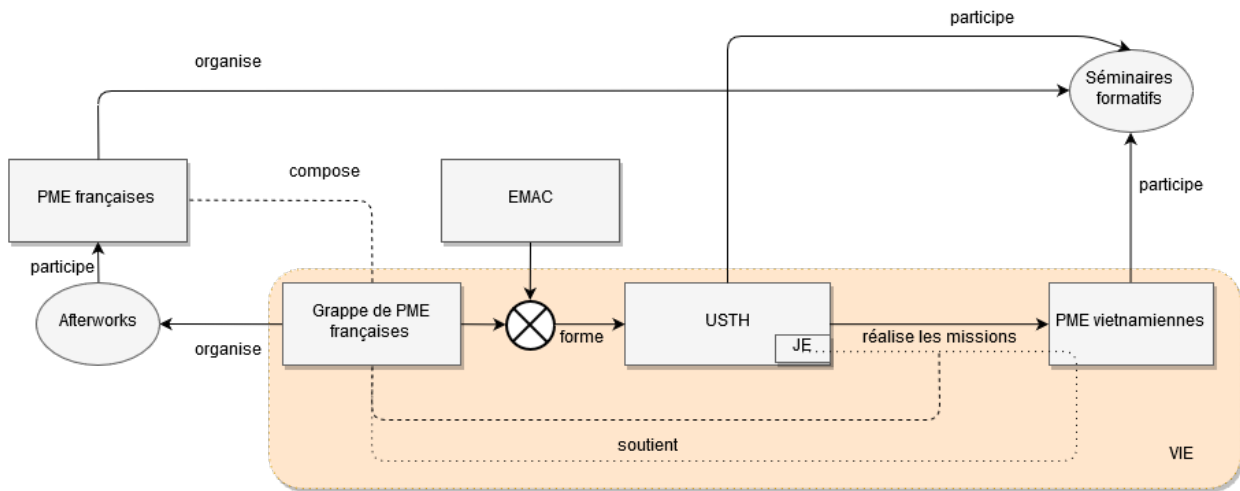 participe
organise
Séminaires
formatifs
PME françaises
compose
EMAC
participe
participe
Afterworks
organise
Grappe de PME
françaises
forme
USTH
JE
réalise les missions
PME vietnamiennes
soutient
VIE